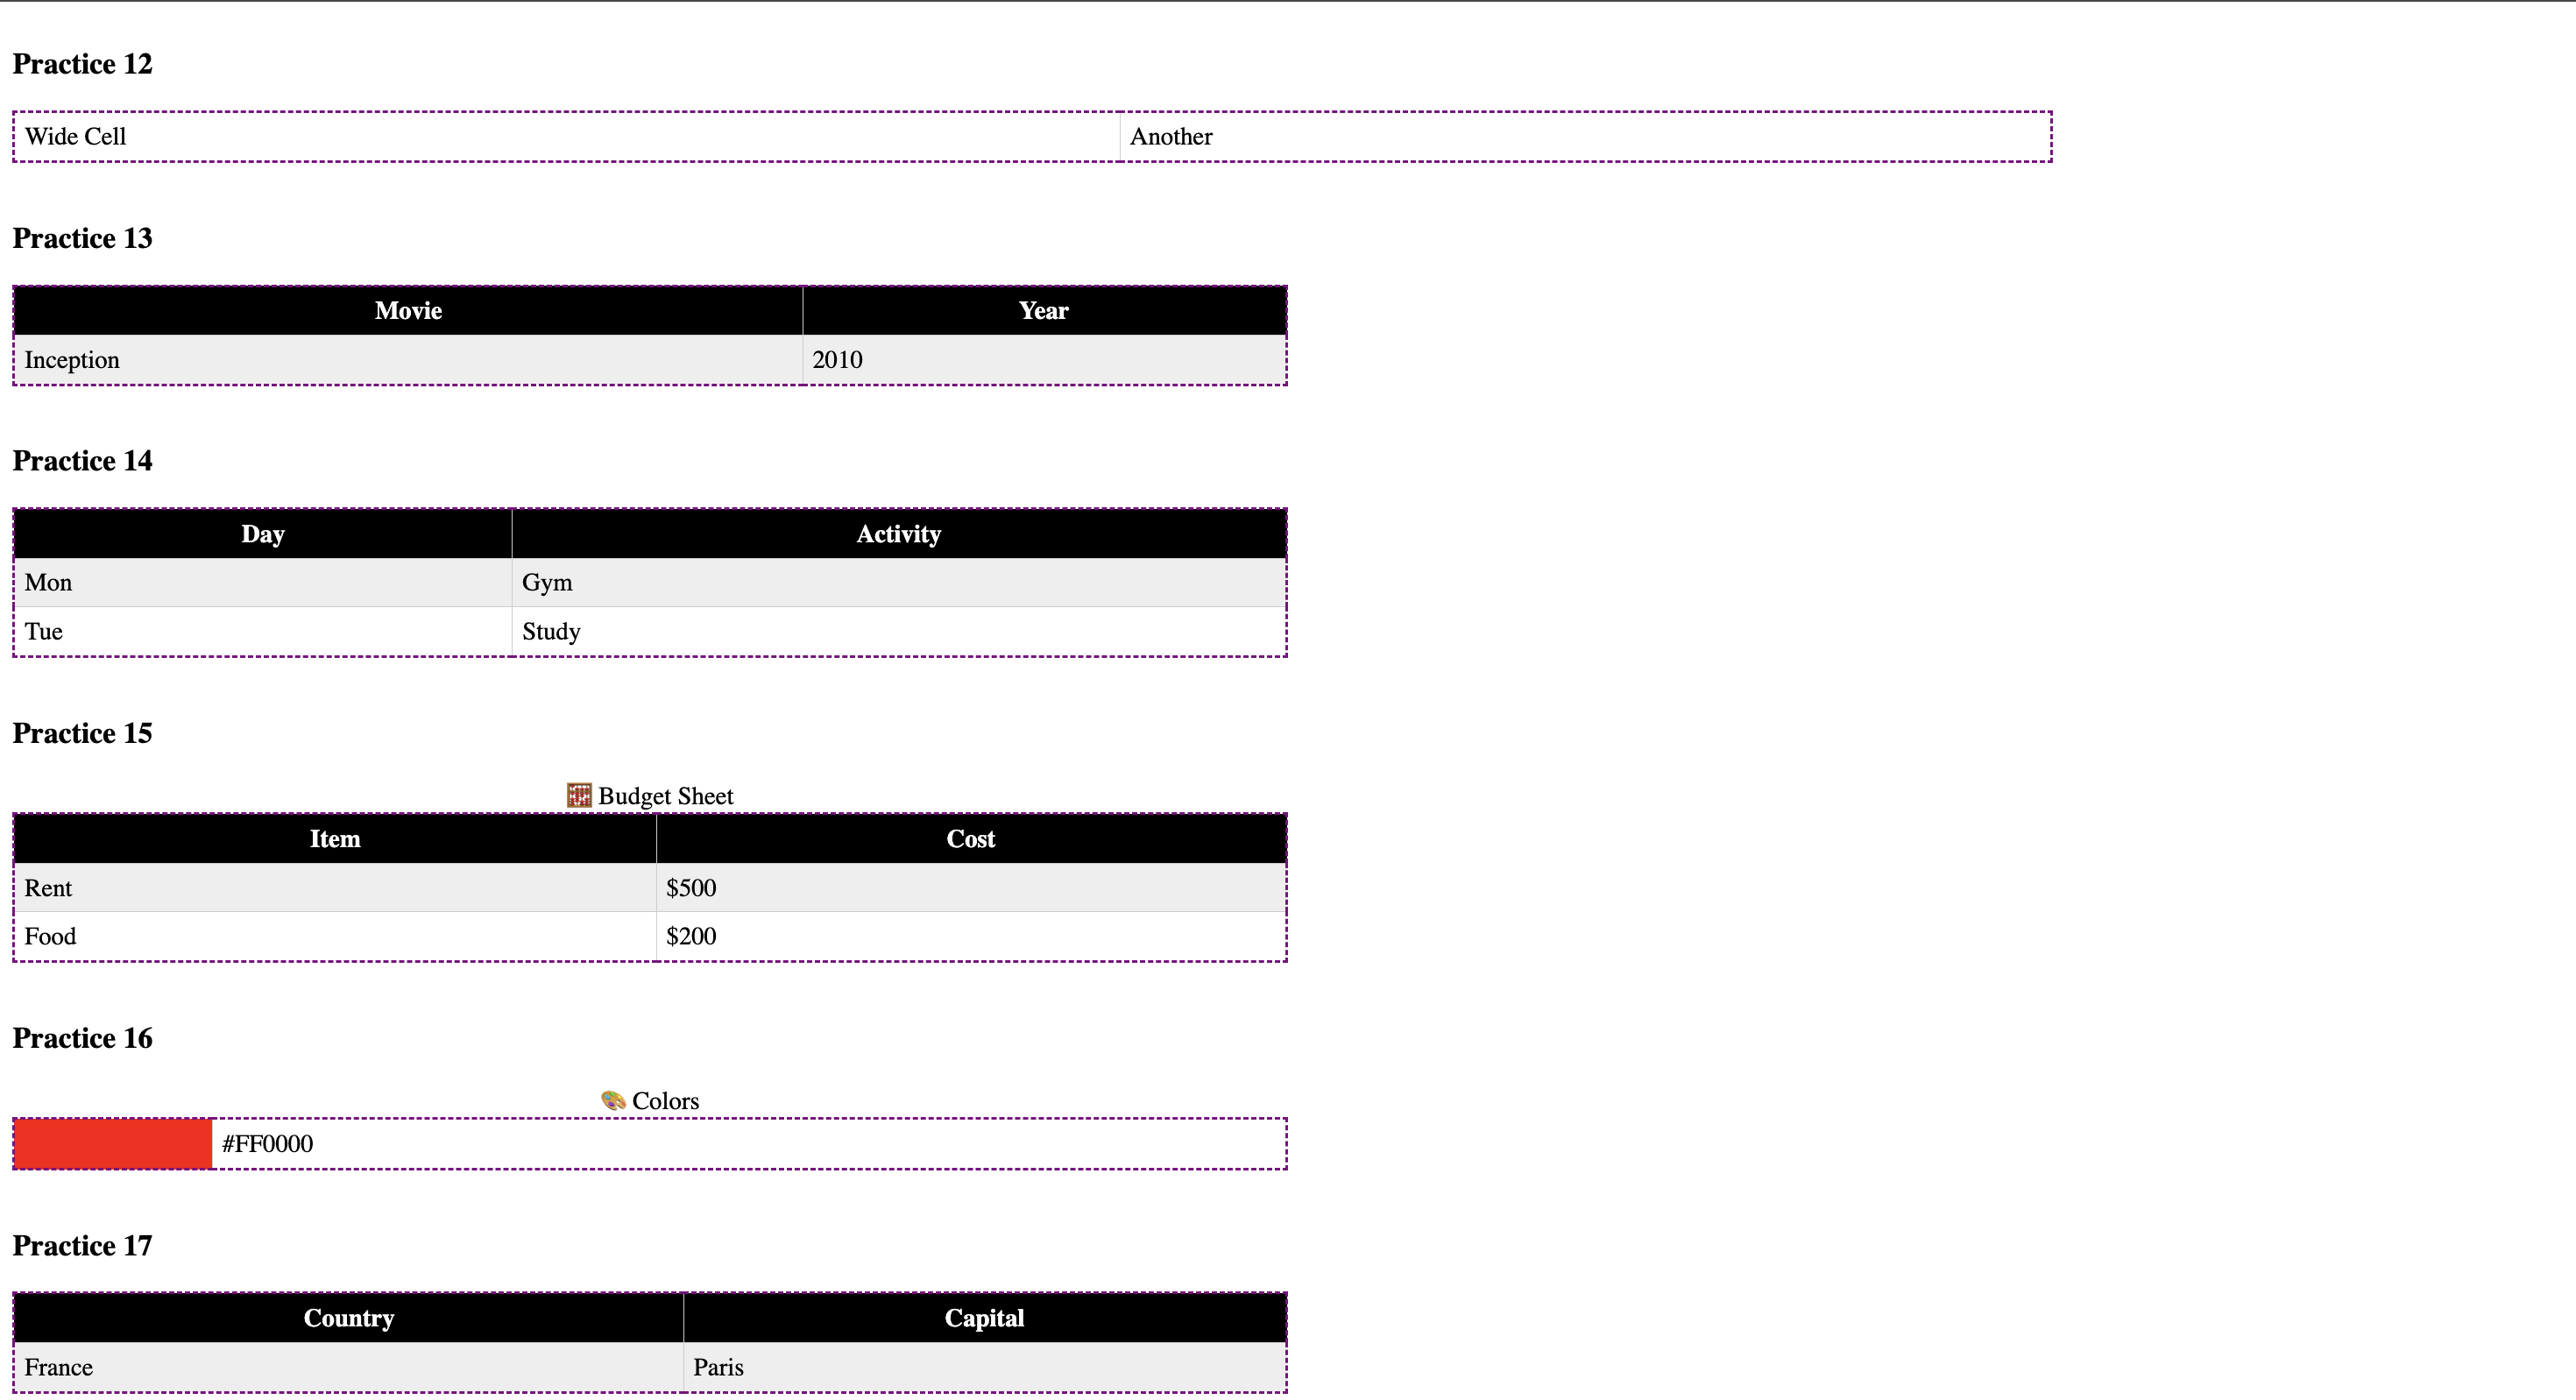 Practice 12
Wide Cell Another
Practice 13
Movie Year
Inception 2010
Practice 14
Day Activity
Mon Gym
Tue Study
Practice 15
🧮 Budget Sheet
Item Cost
Rent $500
Food $200
Practice 16
🎨 Colors
#FF0000
Practice 17
Country Capital
France Paris